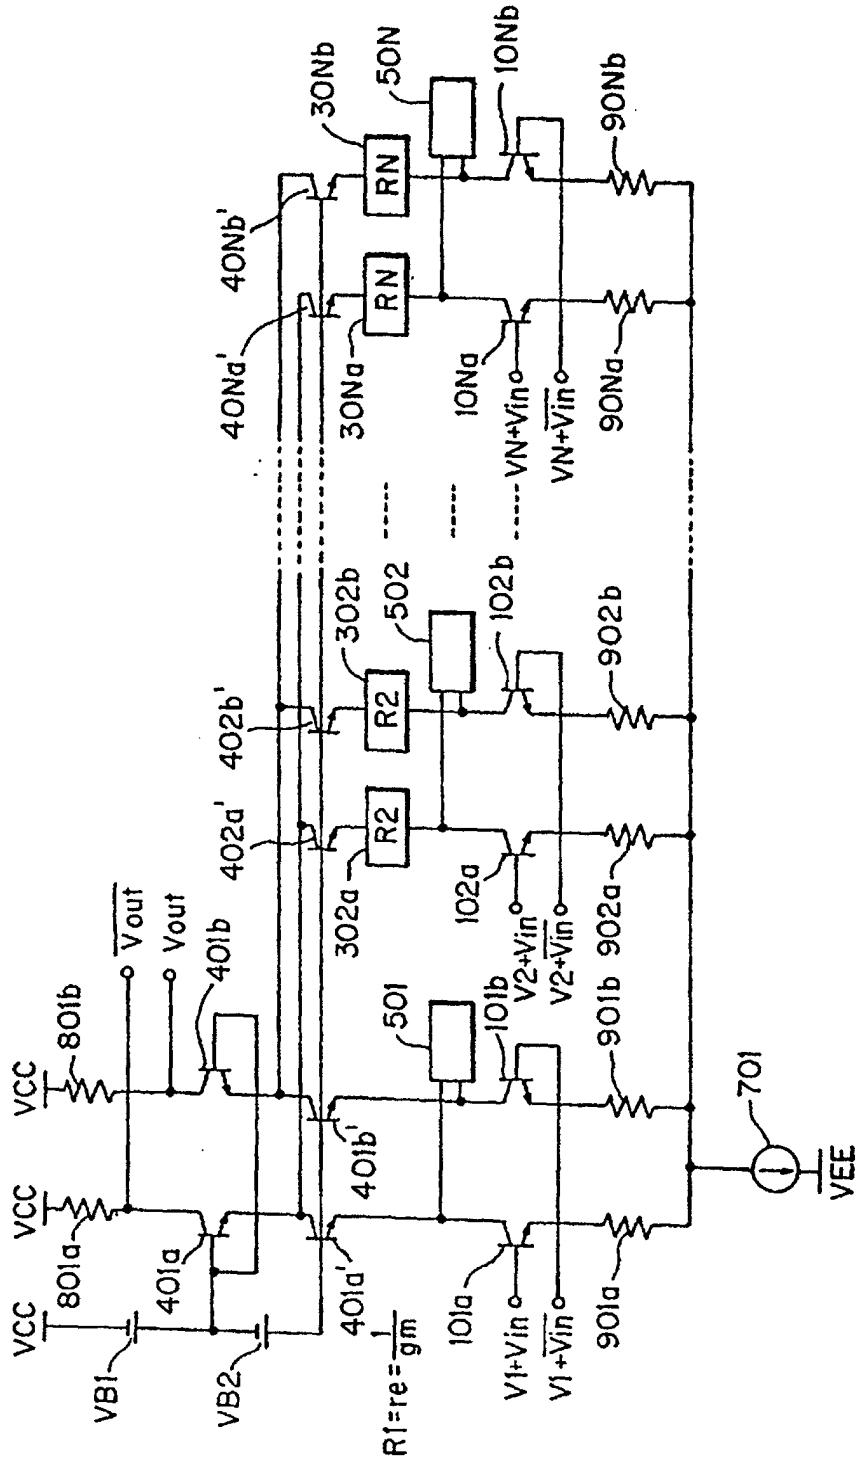 VCC
VCC
VCC
801a
801b
Vout
Vout
VB1
401a
401b
VB2
401a'
401b'
402a'
402b'
40Na'
40Nb'
R1=re=1/gm
302a
R2
R2
302b
30Na
RN
RN
30Nb
501
502
50N
101a
101b
102a
102b
10Na
10Nb
V1+Vin
V1+Vin
V2+Vin
V2+Vin
VN+Vin
VN+Vin
901a
901b
902a
902b
90Na
90Nb
701
VEE